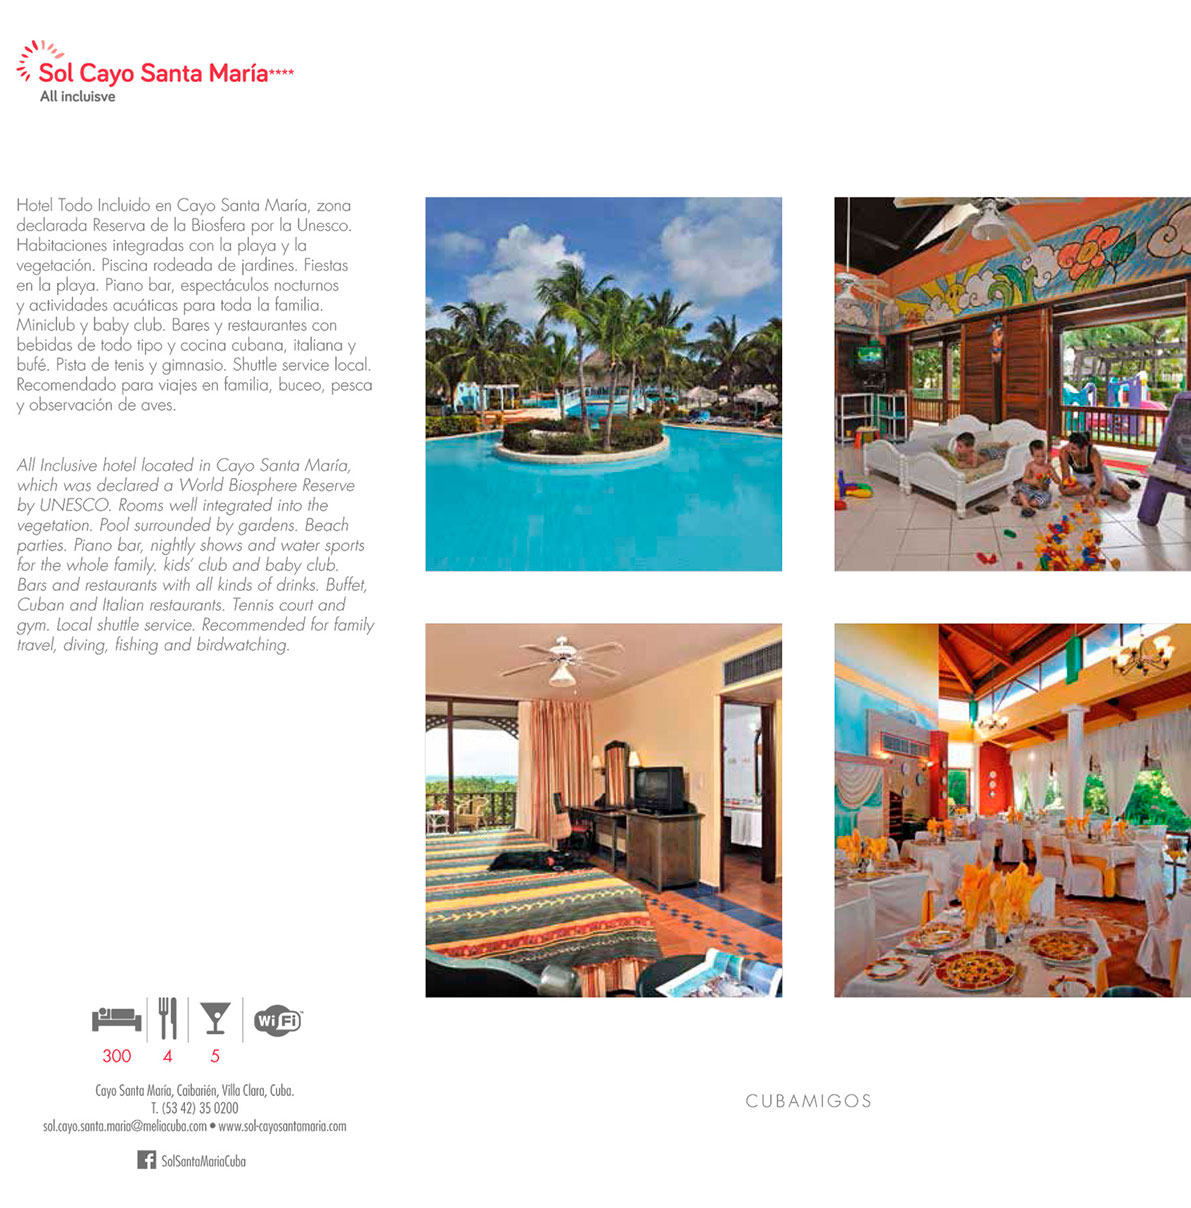 Sol Cayo Santa María****
All incluisve
Hotel Todo Incluido en Cayo Santa María, zona
declarada Reserva de la Biosfera por la Unesco.
Habitaciones integradas con la playa y la
vegetación. Piscina rodeada de jardines. Fiestas
en la playa. Piano bar, espectáculos nocturnos
y actividades acuáticas para toda la familia.
Miniclub y baby club. Bares y restaurantes con
bebidas de todo tipo y cocina cubana, italiana y
bufé. Pista de tenis y gimnasio. Shuttle service local.
Recomendado para viajes en familia, buceo, pesca
y observación de aves.
All Inclusive hotel located in Cayo Santa María,
which was declared a World Biosphere Reserve
by UNESCO. Rooms well integrated into the
vegetation. Pool surrounded by gardens. Beach
parties. Piano bar, nightly shows and water sports
for the whole family. kids’ club and baby club.
Bars and restaurants with all kinds of drinks. Buffet,
Cuban and Italian restaurants. Tennis court and
gym. Local shuttle service. Recommended for family
travel, diving, fishing and birdwatching.
Wi Fi™
300 4 5
Cayo Santa María, Caibarién, Villa Clara, Cuba.
T. (53 42) 35 0200
sol.cayo.santa.maria@meliacuba.com • www.sol-cayosantamaria.com
f SolSantaMariaCuba
CUBAMIGOS